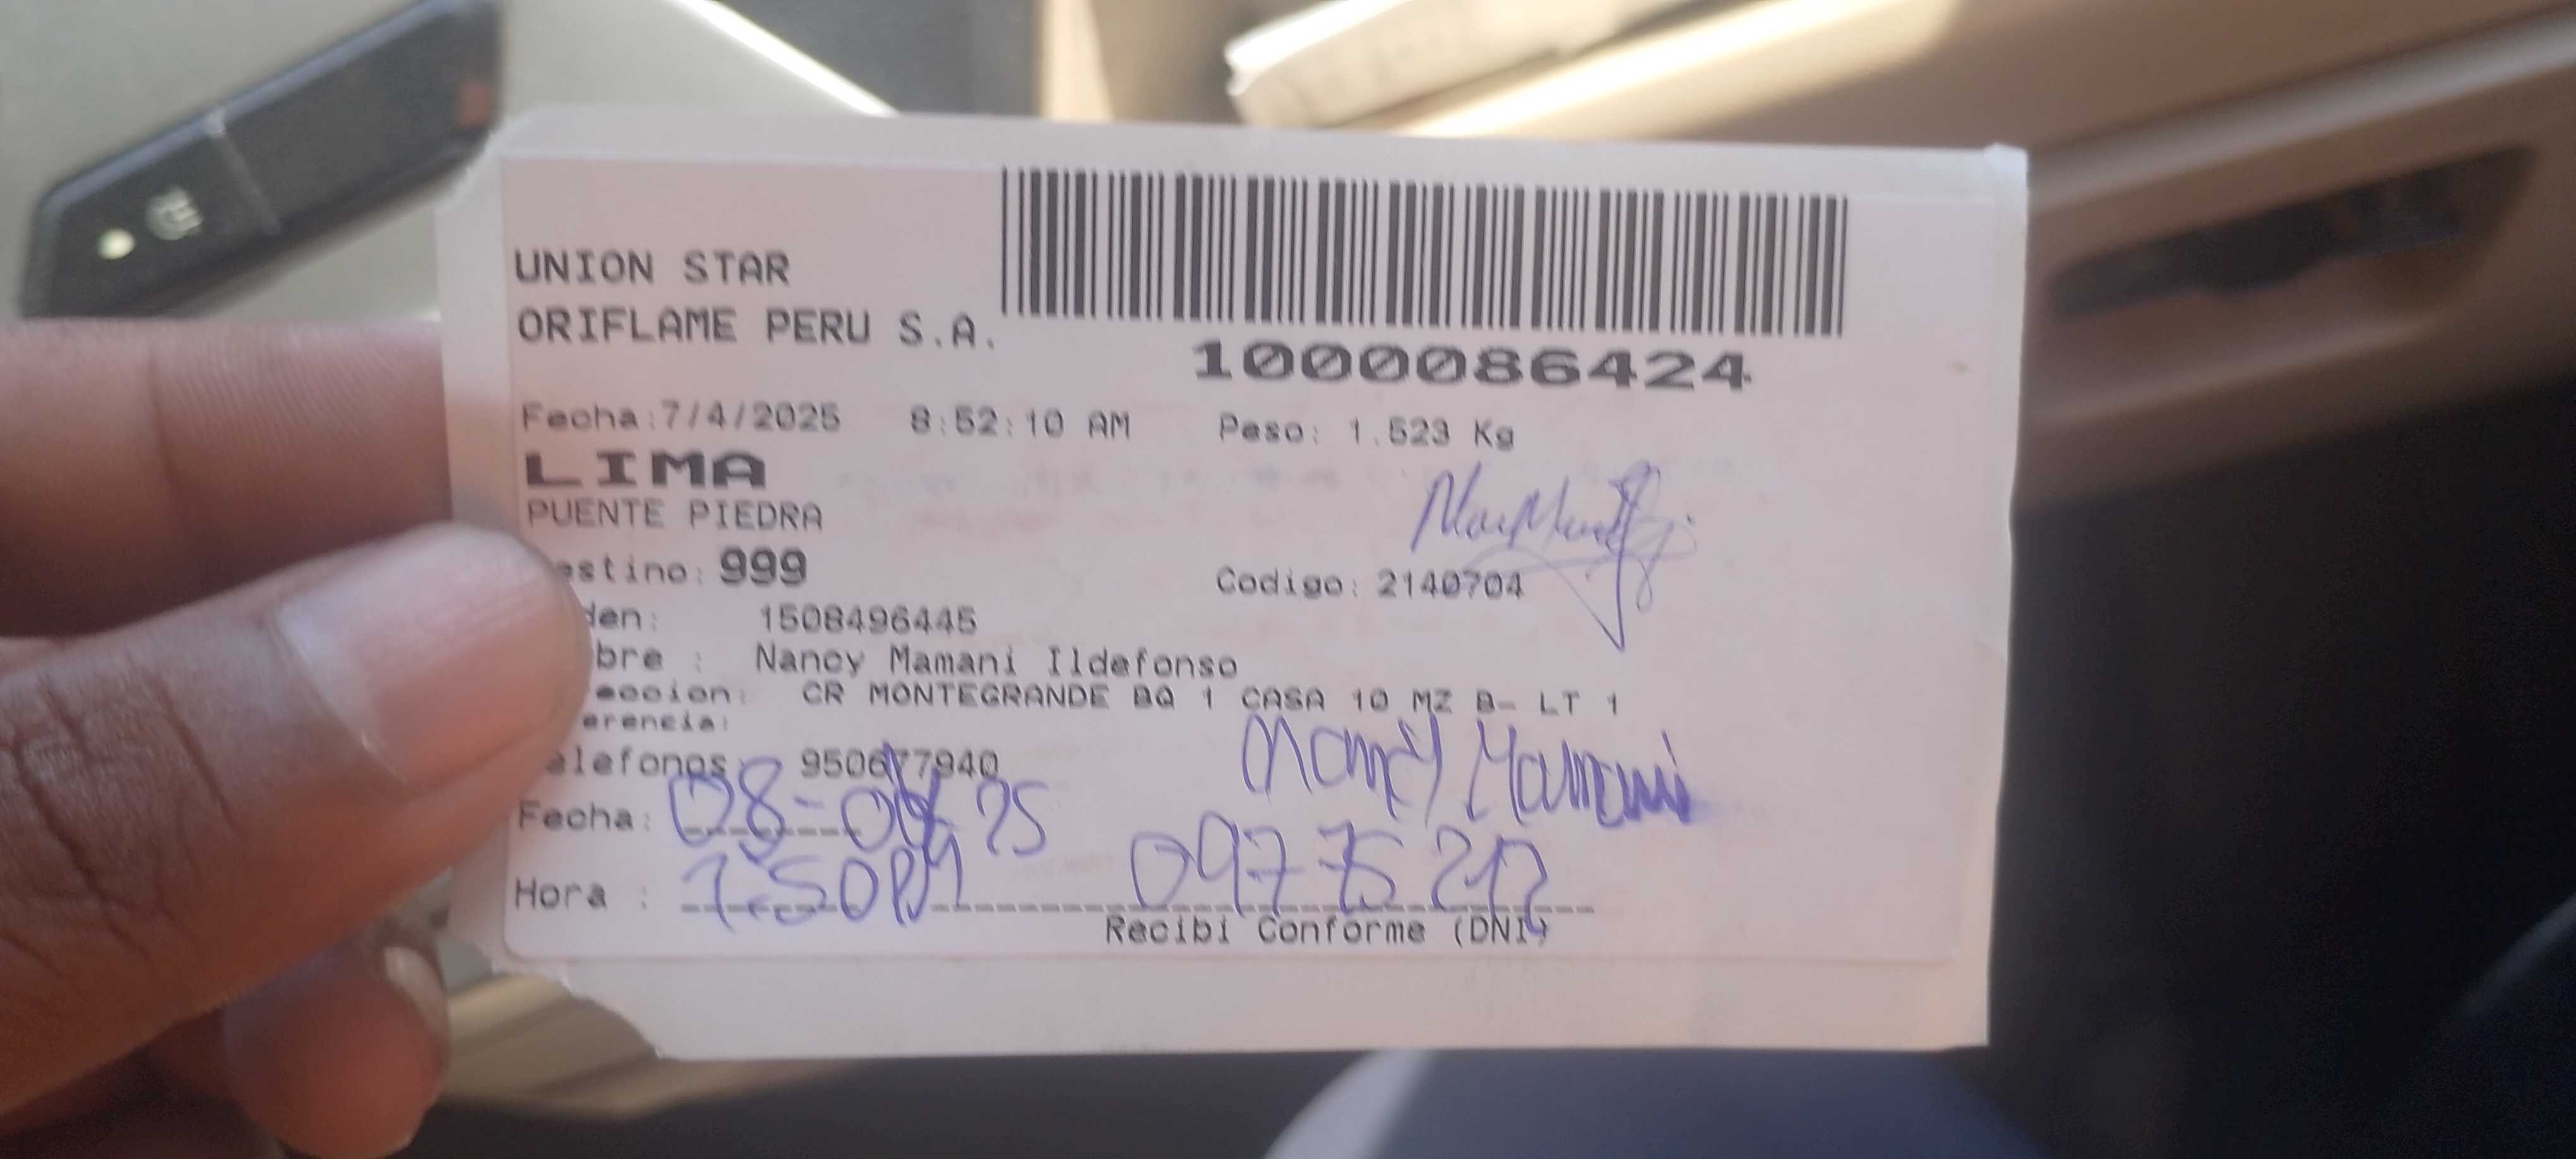 UNION STAR
ORIFLAME PERU S.A.
1000086424
Fecha:7/4/2025 8:52:10 AM Peso: 1.523 Kg
LIMA
PUENTE PIEDRA
estino: 999 Codigo: 2140704
den: 1508496445
bre : Nancy Mamani Ildefonso
eccion: CR MONTEGRANDE BQ 1 CASA 10 MZ B- LT 1
erencia:
elefonos: 950677940
Nancy Mamani
Fecha: 25
Hora : 50PM
Recibi Conforme (DNI)